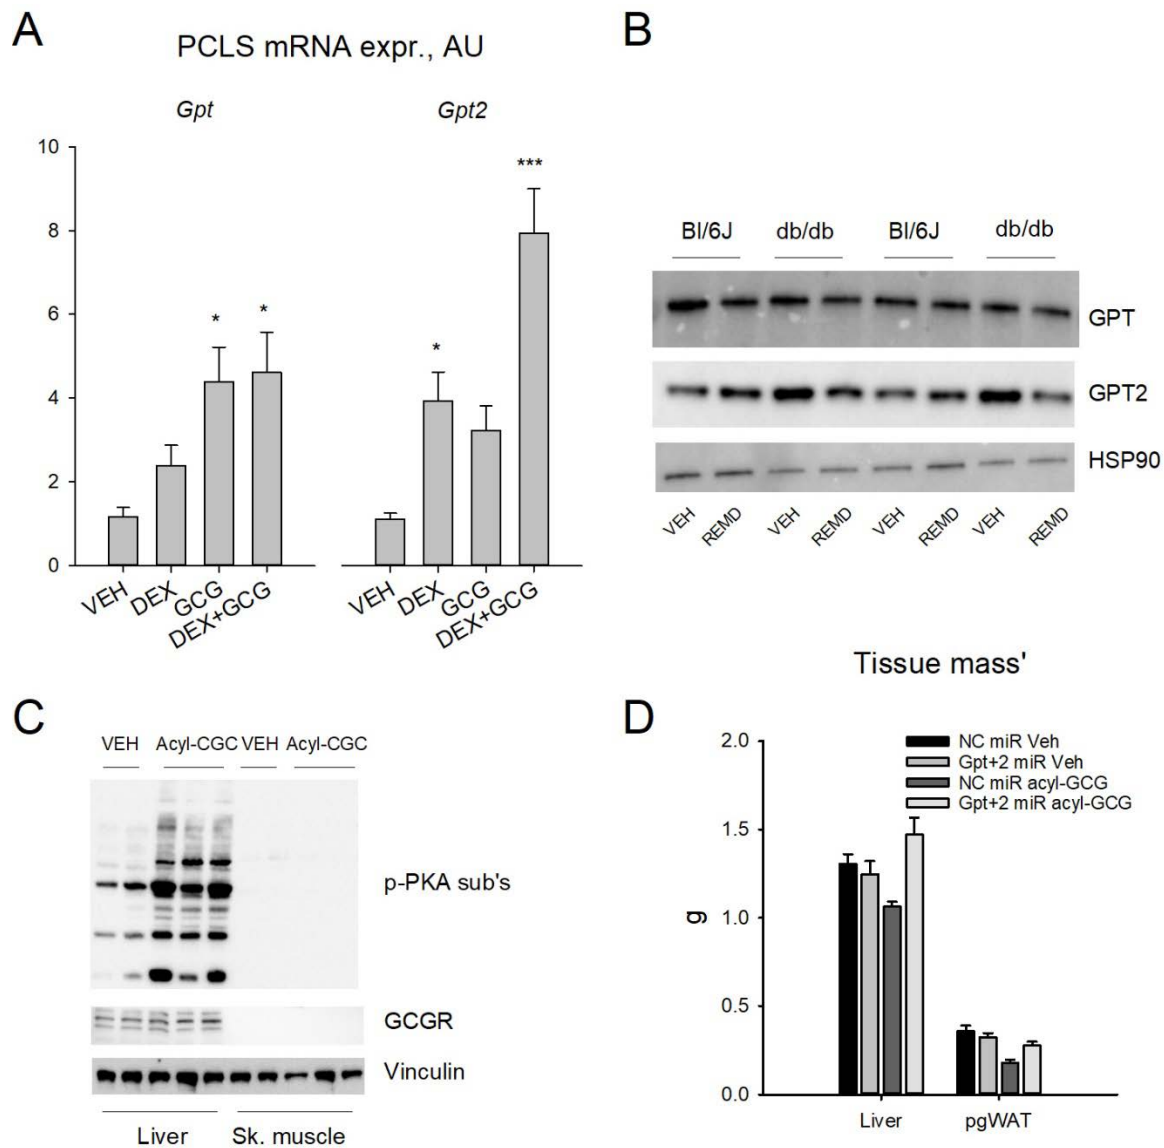 A
PCLS mRNA expr., AU
Gpt
Gpt2
10
8
6
4
2
0
*
*
*
***
VEH
DEX
GCG
DEX+GCG
VEH
DEX
GCG
DEX+GCG
B
Bl/6J db/db Bl/6J db/db
GPT
GPT2
HSP90
VEH REMD VEH REMD VEH REMD VEH REMD
C
VEH Acyl-CGC VEH Acyl-CGC
p-PKA sub's
GCGR
Vinculin
Liver Sk. muscle
Tissue mass'
D
NC miR Veh
Gpt+2 miR Veh
NC miR acyl-GCG
Gpt+2 miR acyl-GCG
2.0
1.5
1.0
0.5
0.0
g
Liver pgWAT